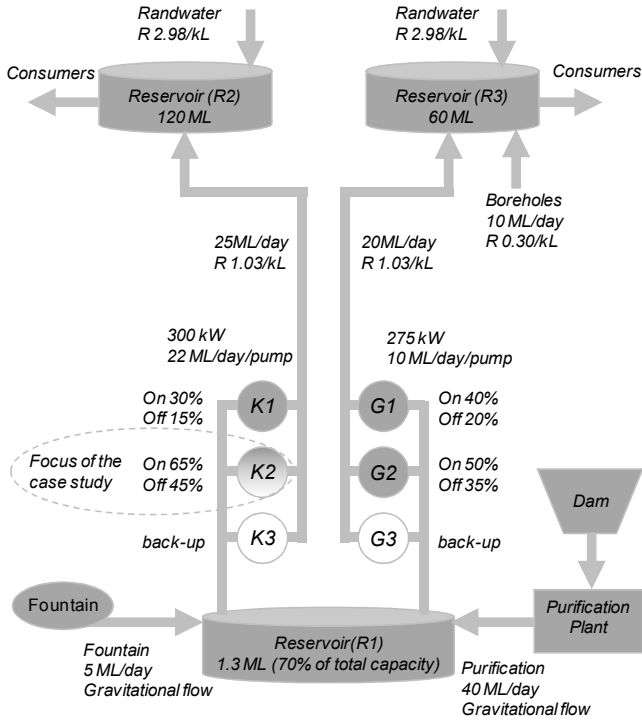 Randwater
R 2.98/kL
Randwater
R 2.98/kL
Consumers
Consumers
Reservoir (R2)
120 ML
Reservoir (R3)
60 ML
Boreholes
10 ML/day
R 0.30/kL
25ML/day
R 1.03/kL
20ML/day
R 1.03/kL
300 kW
22 ML/day/pump
275 kW
10 ML/day/pump
On 30%
Off 15%
K1
G1
On 40%
Off 20%
Focus of the
case study
On 65%
Off 45%
K2
G2
On 50%
Off 35%
Dam
back-up
K3
G3
back-up
Fountain
Purification
Plant
Reservoir(R1)
1.3 ML (70% of total capacity)
Fountain
5 ML/day
Gravitational flow
Purification
40 ML/day
Gravitational flow